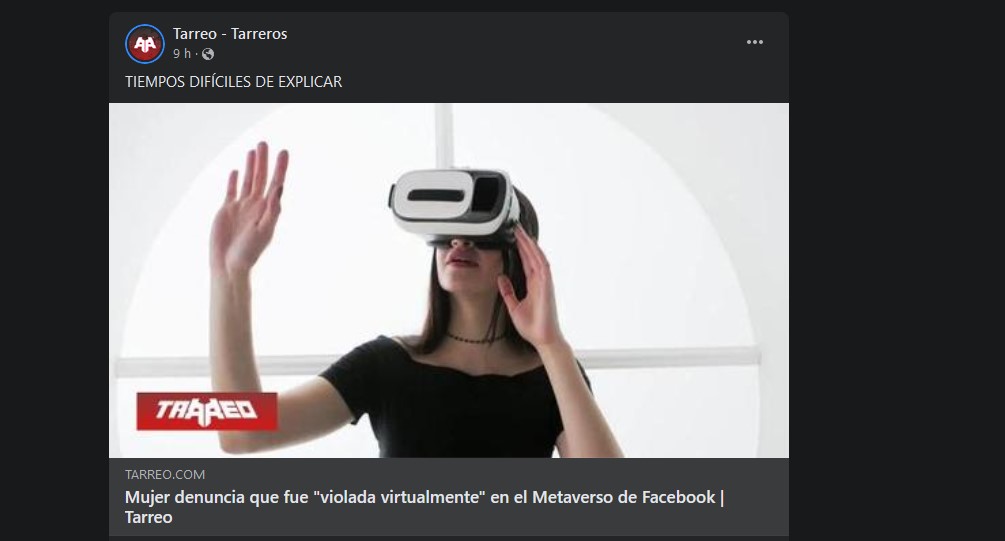 Tarreo - Tarreros
9 h ·
TIEMPOS DIFÍCILES DE EXPLICAR
TARREO
TARREO.COM
Mujer denuncia que fue "violada virtualmente" en el Metaverso de Facebook |
Tarreo